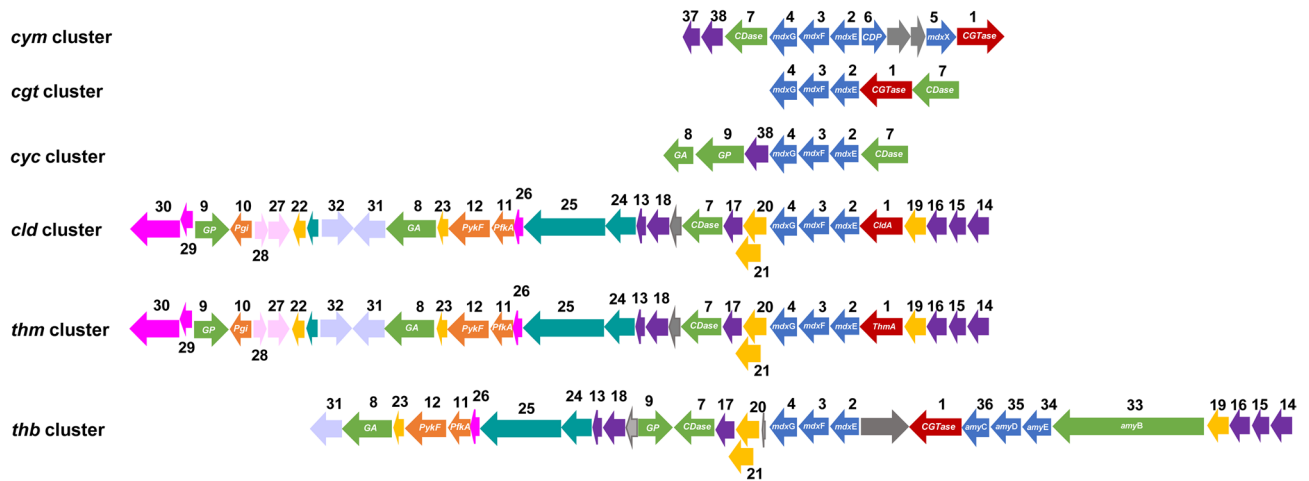 37 38 7 4 3 2 6 5 1
cym cluster CDase mdxG mdxF mdxE CDP mdxX CGTase
4 3 2 1 7
cgt cluster mdxG mdxF mdxE CGTase CDase
8 9 38 4 3 2 7
cyc cluster GA GP mdxG mdxF mdxE CDase
30 9 10 27 22 32 31 8 23 12 11 26 25 24 13 18 7 17 20 4 3 2 1 19 16 15 14
cld cluster GP Pgi GA PykF PfkA CDase mdxG mdxF mdxE CldA
29 28 21
30 9 10 27 22 32 31 8 23 12 11 26 25 24 13 18 7 17 20 4 3 2 1 19 16 15 14
thm cluster GP Pgi GA PykF PfkA CDase mdxG mdxF mdxE ThmA
29 28 21
31 8 23 12 11 26 25 24 13 18 9 7 17 20 4 3 2 1 36 35 34 33 19 16 15 14
thb cluster GA PykF PfkA GP CDase mdxG mdxF mdxE CGTase amyC amyD amyE amyB
21